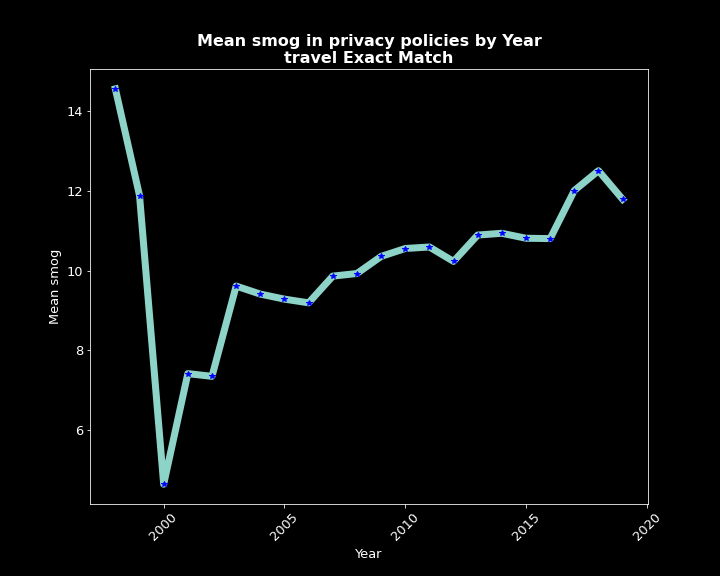 Mean smog in privacy policies by Year
travel Exact Match
14
12
10
8
6
Mean smog
2000
2005
2010
2015
2020
Year